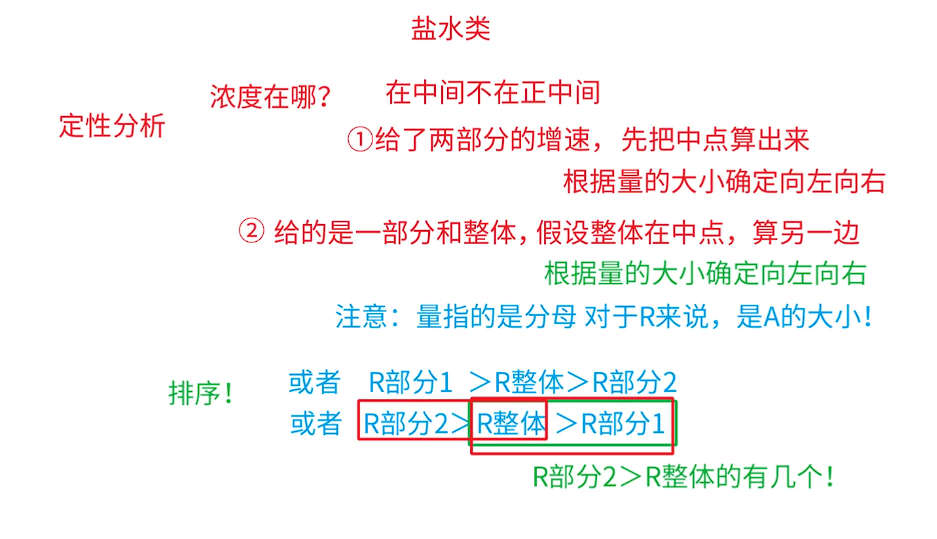 盐水类
浓度在哪？ 在中间不在正中间
定性分析
①给了两部分的增速，先把中点算出来
根据量的大小确定向左向右
② 给的是一部分和整体，假设整体在中点，算另一边
根据量的大小确定向左向右
注意：量指的是分母 对于R来说，是A的大小！
排序！ 或者 R部分1 ＞R整体＞R部分2
或者 R部分2＞R整体 ＞R部分1
R部分2＞R整体的有几个！